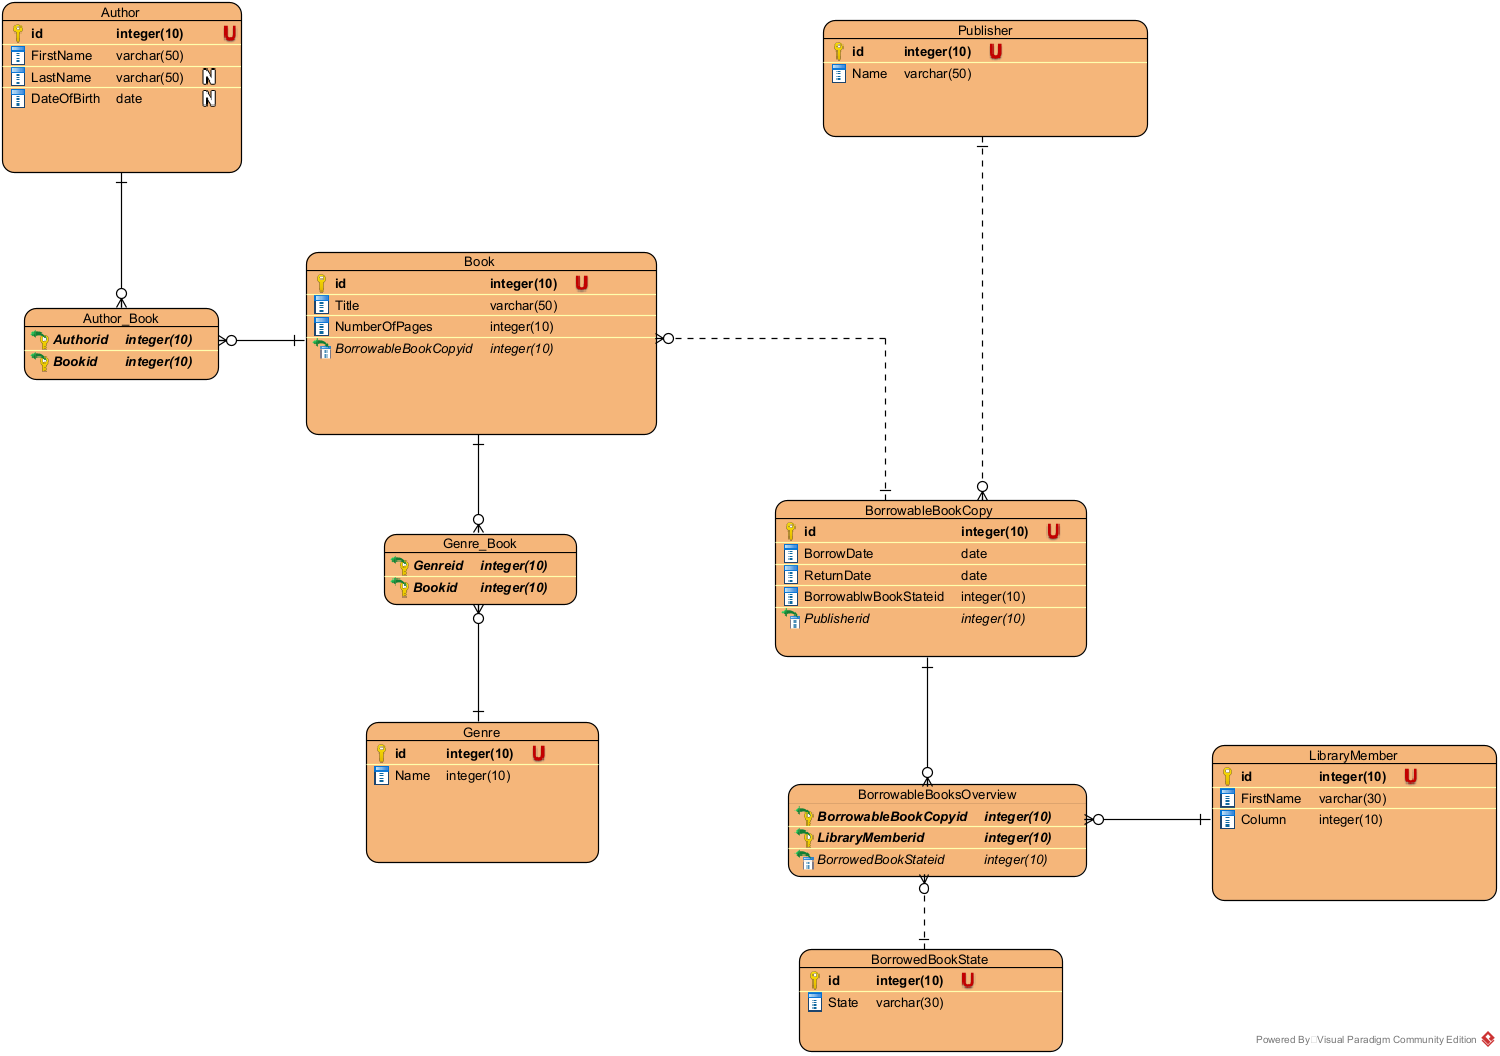 Author
id integer(10) U
FirstName varchar(50)
LastName varchar(50) N
DateOfBirth date N
Publisher
id integer(10) U
Name varchar(50)
Book
id integer(10) U
Title varchar(50)
NumberOfPages integer(10)
BorrowableBookCopyid integer(10)
Author_Book
Authorid integer(10)
Bookid integer(10)
Genre_Book
Genreid integer(10)
Bookid integer(10)
BorrowableBookCopy
id integer(10) U
BorrowDate date
ReturnDate date
BorrowablwBookStateid integer(10)
Publisherid integer(10)
Genre
id integer(10) U
Name integer(10)
BorrowableBooksOverview
BorrowableBookCopyid integer(10)
LibraryMemberid integer(10)
BorrowedBookStateid integer(10)
LibraryMember
id integer(10) U
FirstName varchar(30)
Column integer(10)
BorrowedBookState
id integer(10) U
State varchar(30)
Powered By Visual Paradigm Community Edition